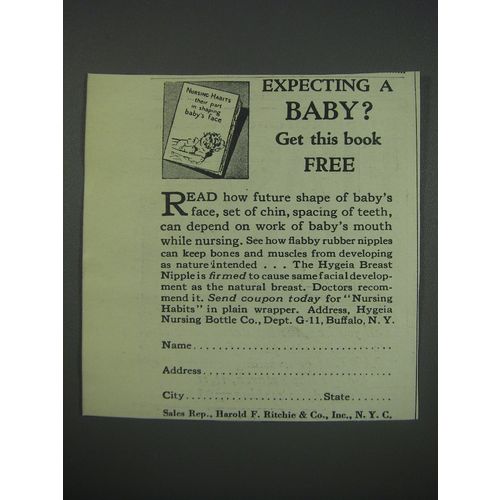 NURSING HABITS
their part
in shaping
baby's face
EXPECTING A
BABY?
Get this book
FREE
READ how future shape of baby's
face, set of chin, spacing of teeth,
can depend on work of baby's mouth
while nursing. See how flabby rubber nipples
can keep bones and muscles from developing
as nature intended . . . The Hygeia Breast
Nipple is firmed to cause same facial develop-
ment as the natural breast. Doctors recom-
mend it. Send coupon today for "Nursing
Habits" in plain wrapper. Address, Hygeia
Nursing Bottle Co., Dept. G-11, Buffalo, N. Y.
Name..................................
Address................................
City........................State.......
Sales Rep., Harold F. Ritchie & Co., Inc., N. Y. C.